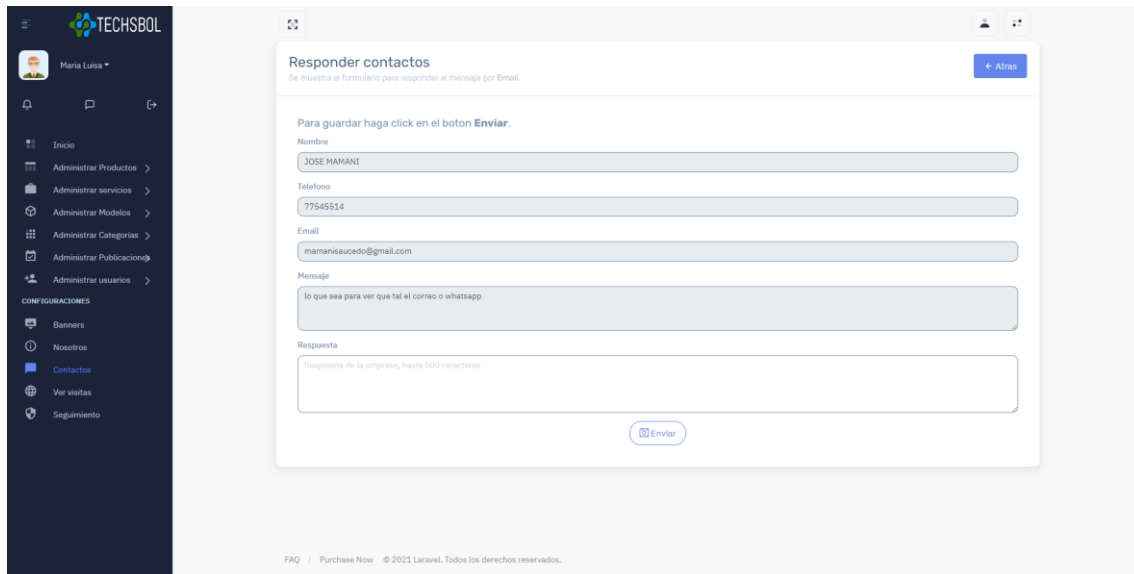 TECHSBOL
Maria Luisa
Inicio
Administrar Productos
Administrar servicios
Administrar Modelos
Administrar Categorias
Administrar Publicaciones
Administrar usuarios
CONFIGURACIONES
Banners
Nosotros
Contactos
Ver visitas
Seguimiento
Responder contactos
Se muestra el formulario para responder al mensaje por Email.
← Atras
Para guardar haga click en el boton Enviar.
Nombre
JOSE MAMANI
Telefono
77545514
Email
mamanisaucedo@gmail.com
Mensaje
lo que sea para ver que tal el correo o whatsapp
Respuesta
Respuesta de la empresa, hasta 500 caracteres
Enviar
FAQ / Purchase Now © 2021 Laravel. Todos los derechos reservados.